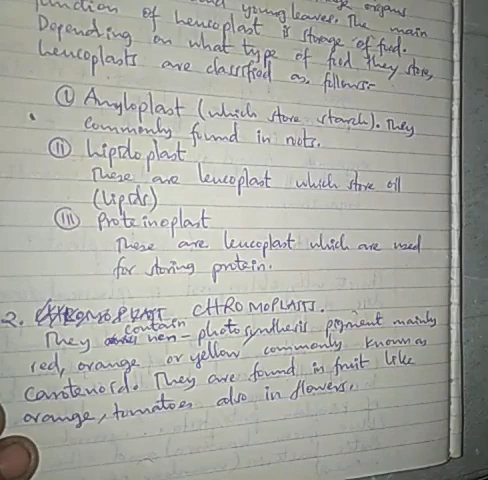 young leaves. The main
function of leucoplast is storage of food.
Depending on what type of food they store,
leucoplasts are classified as follows:-
(i) Amyloplast (which store starch). They
commonly found in roots.
(ii) Lipidoplast
These are leucoplast which store oil
(lipids)
(iii) Proteinoplast
These are leucoplast which are used
for storing protein.
2. CHROMOPLASTS.
They contain non-photosynthesis pigment mainly
red, orange or yellow commonly known as
carotenoid. They are found in fruit like
orange, tomatoes also in flowers.